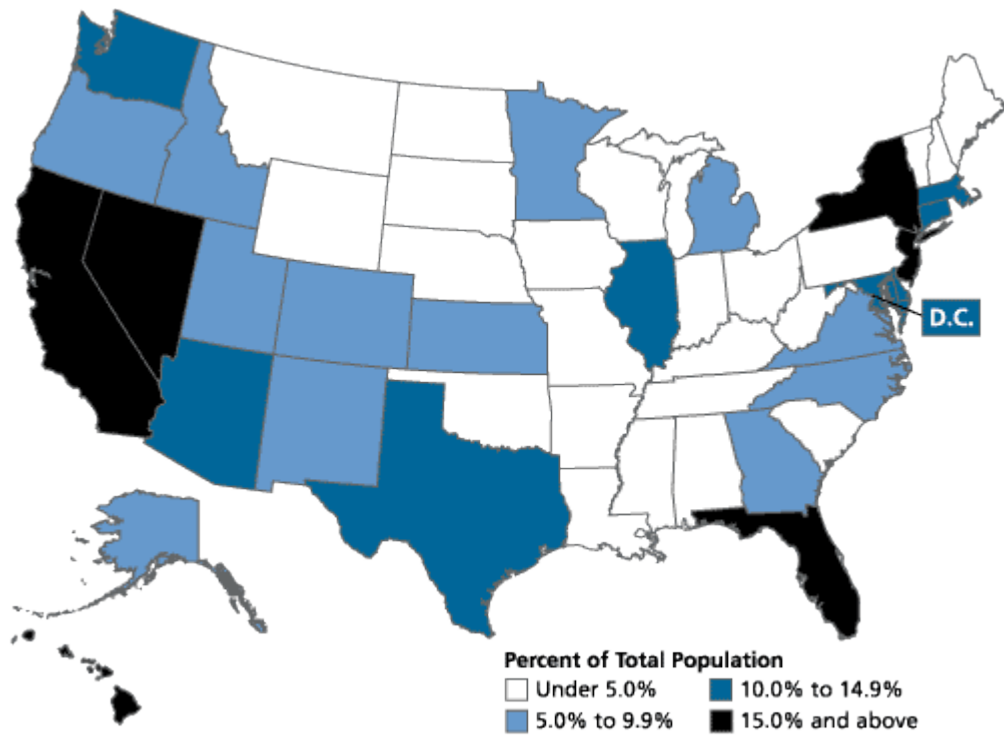 D.C.
Percent of Total Population
Under 5.0%
10.0% to 14.9%
5.0% to 9.9%
15.0% and above